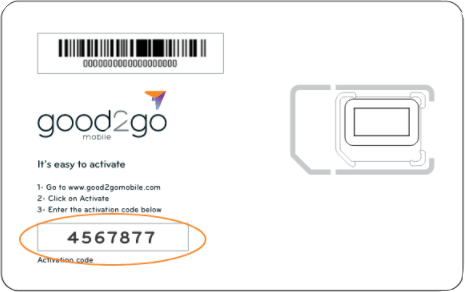 0000000000000000000000
good2go
mobile
It's easy to activate
1- Go to www.good2gomobile.com
2- Click on Activate
3- Enter the activation code below
4567877
Activation code